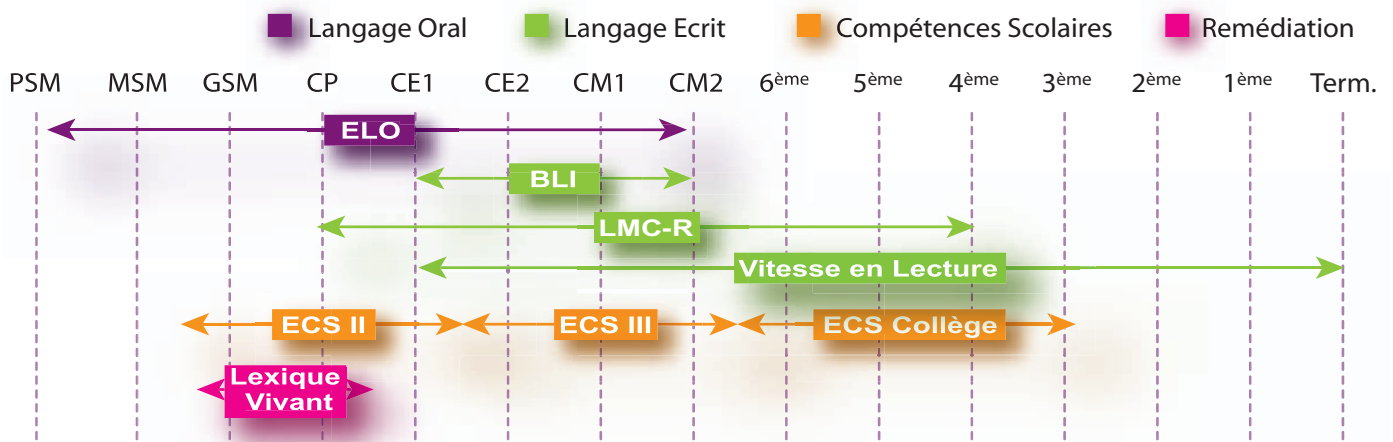 Langage Oral Langage Ecrit Compétences Scolaires Remédiation
PSM MSM GSM CP CE1 CE2 CM1 CM2 6ème 5ème 4ème 3ème 2ème 1ème Term.
ELO
BLI
LMC-R
Vitesse en Lecture
ECS II ECS III ECS Collège
Lexique
Vivant